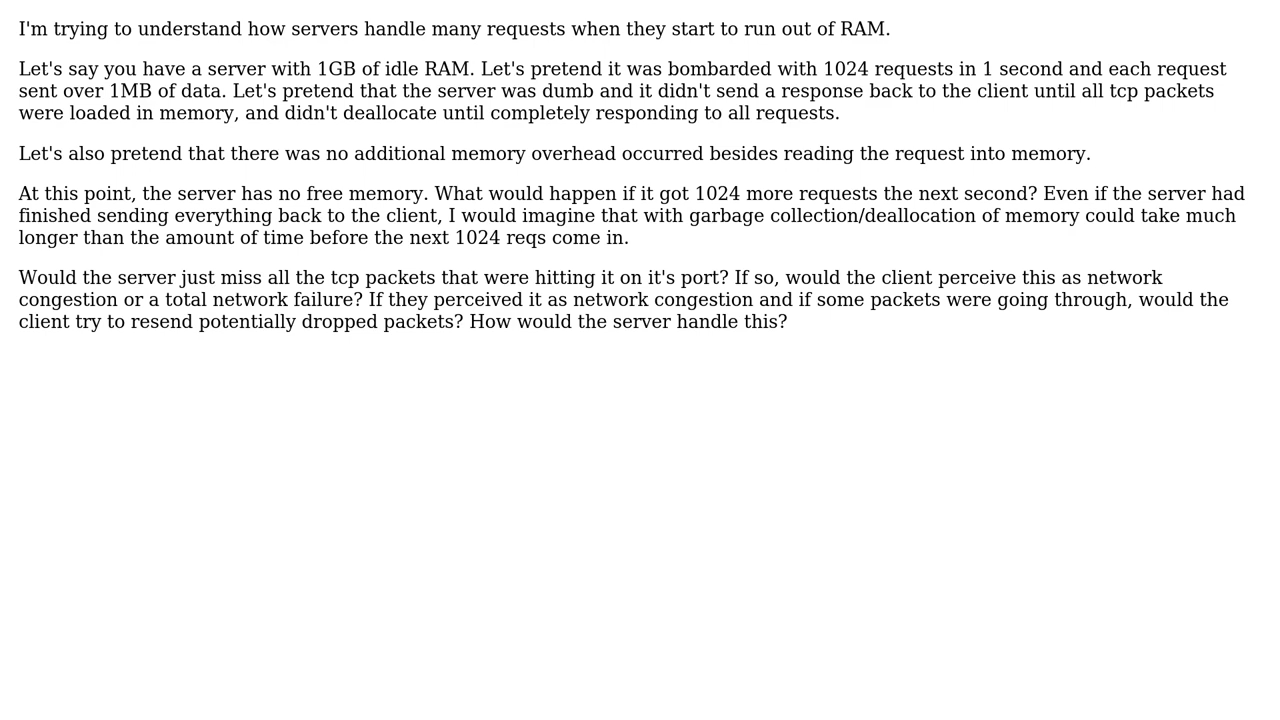 I'm trying to understand how servers handle many requests when they start to run out of RAM.
Let's say you have a server with 1GB of idle RAM. Let's pretend it was bombarded with 1024 requests in 1 second and each request
sent over 1MB of data. Let's pretend that the server was dumb and it didn't send a response back to the client until all tcp packets
were loaded in memory, and didn't deallocate until completely responding to all requests.
Let's also pretend that there was no additional memory overhead occurred besides reading the request into memory.
At this point, the server has no free memory. What would happen if it got 1024 more requests the next second? Even if the server had
finished sending everything back to the client, I would imagine that with garbage collection/deallocation of memory could take much
longer than the amount of time before the next 1024 reqs come in.
Would the server just miss all the tcp packets that were hitting it on it's port? If so, would the client perceive this as network
congestion or a total network failure? If they perceived it as network congestion and if some packets were going through, would the
client try to resend potentially dropped packets? How would the server handle this?